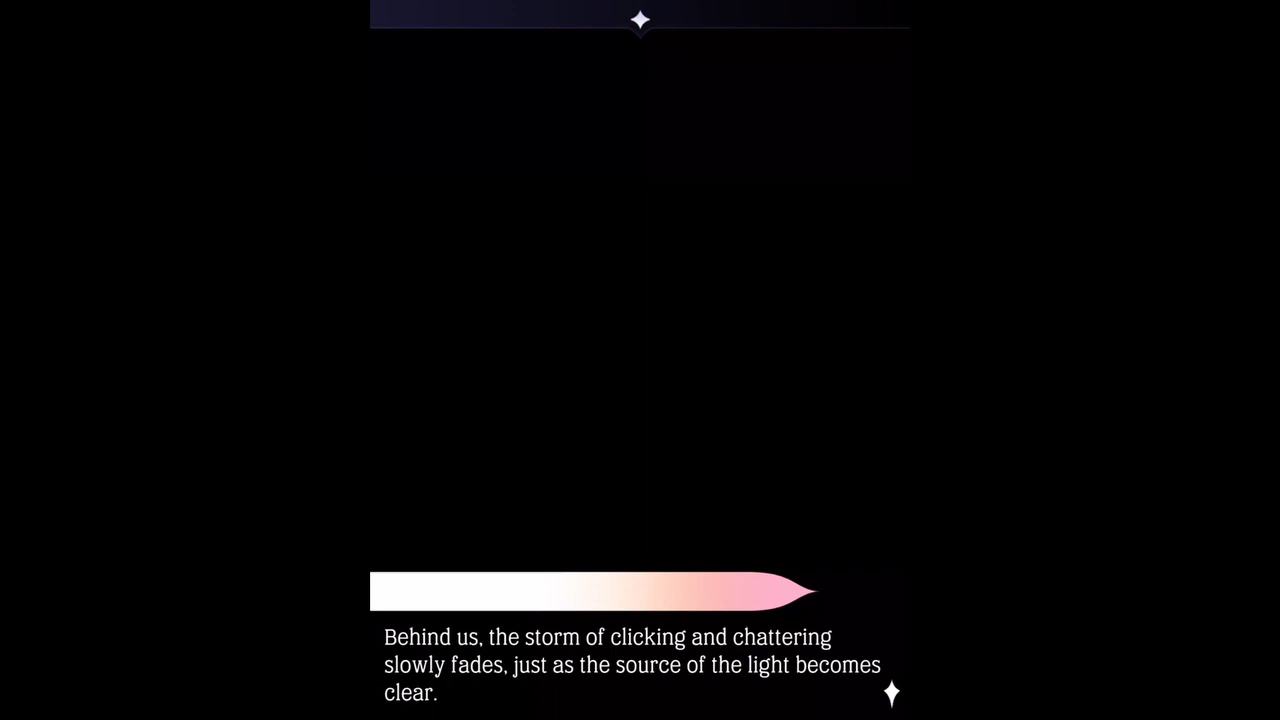 Behind us, the storm of clicking and chattering
slowly fades, just as the source of the light becomes
clear.